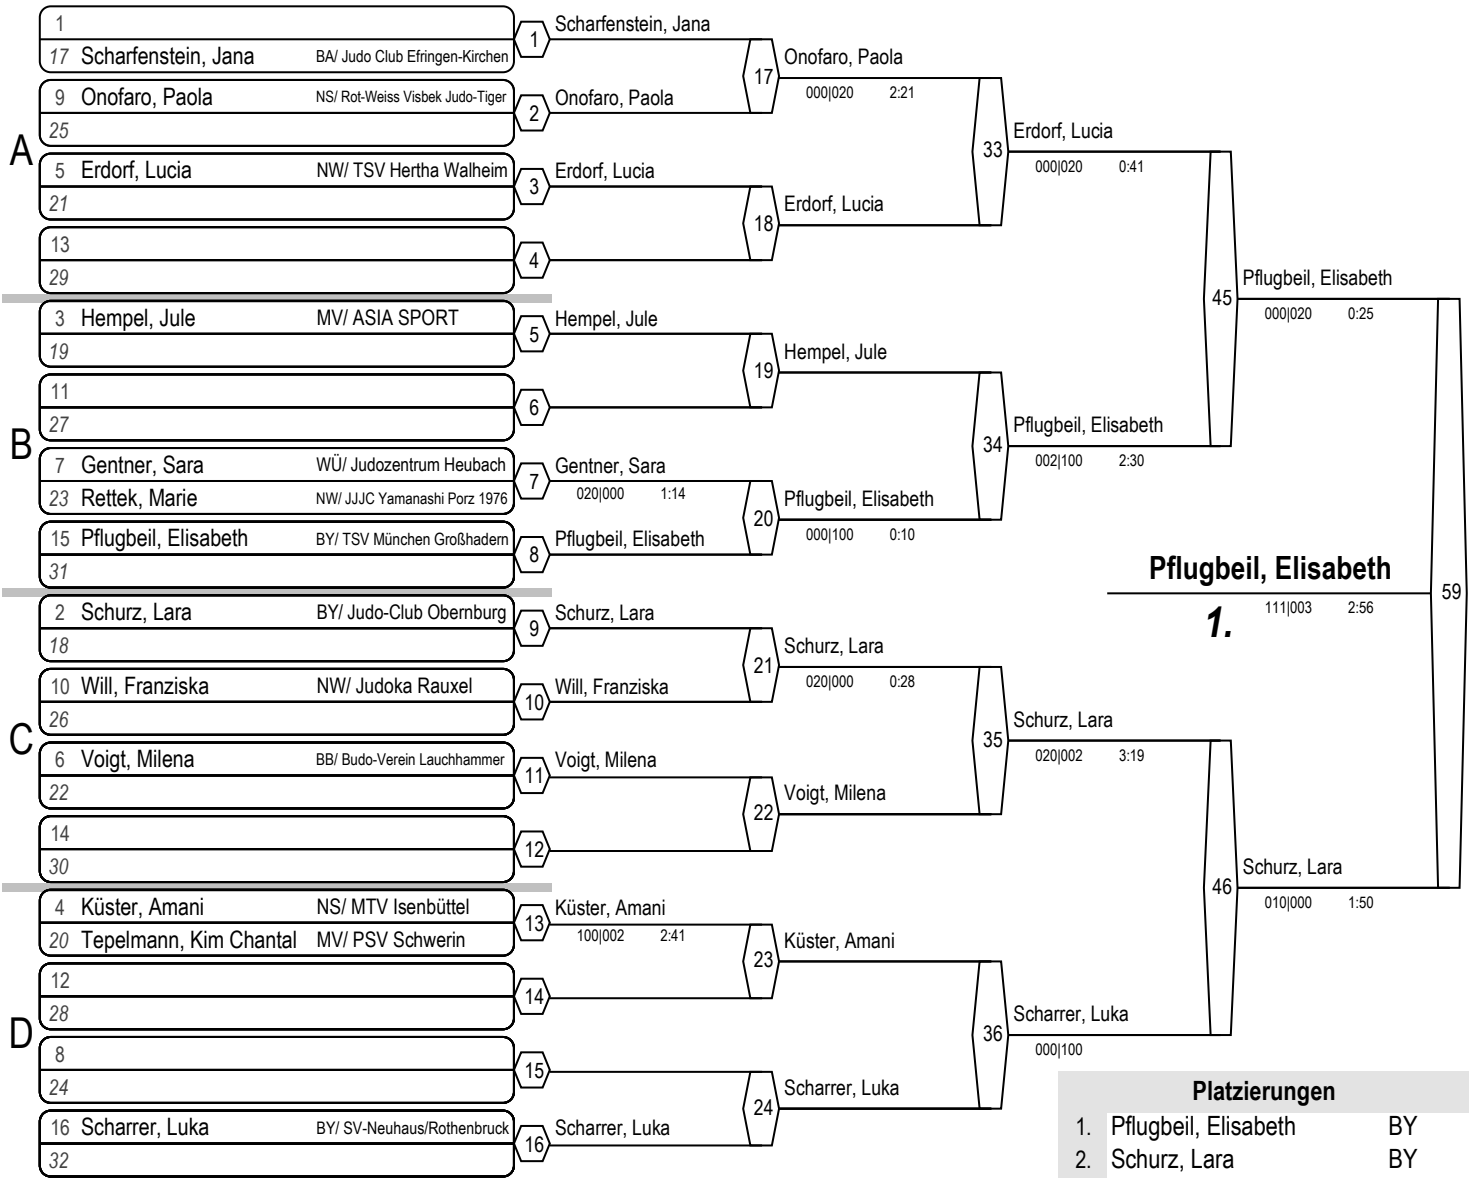 1
17 Scharfenstein, Jana BA/ Judo Club Efringen-Kirchen
1
Scharfenstein, Jana
9 Onofaro, Paola NS/ Rot-Weiss Visbek Judo-Tiger
25
2
Onofaro, Paola
17
Onofaro, Paola
000|020 2:21
A
5 Erdorf, Lucia NW/ TSV Hertha Walheim
21
3
Erdorf, Lucia
13
29
4
18
Erdorf, Lucia
33
Erdorf, Lucia
000|020 0:41
3 Hempel, Jule MV/ ASIA SPORT
19
5
Hempel, Jule
11
27
6
19
Hempel, Jule
B
7 Gentner, Sara WÜ/ Judozentrum Heubach
23 Rettek, Marie NW/ JJJC Yamanashi Porz 1976
7
Gentner, Sara
020|000 1:14
15 Pflugbeil, Elisabeth BY/ TSV München Großhadern
31
8
Pflugbeil, Elisabeth
20
Pflugbeil, Elisabeth
000|100 0:10
34
Pflugbeil, Elisabeth
002|100 2:30
45
Pflugbeil, Elisabeth
000|020 0:25
2 Schurz, Lara BY/ Judo-Club Obernburg
18
9
Schurz, Lara
10 Will, Franziska NW/ Judoka Rauxel
26
10
Will, Franziska
21
Schurz, Lara
020|000 0:28
C
6 Voigt, Milena BB/ Budo-Verein Lauchhammer
22
11
Voigt, Milena
14
30
12
22
Voigt, Milena
35
Schurz, Lara
020|002 3:19
4 Küster, Amani NS/ MTV Isenbüttel
20 Tepelmann, Kim Chantal MV/ PSV Schwerin
13
Küster, Amani
100|002 2:41
12
28
14
23
Küster, Amani
D
8
24
15
16 Scharrer, Luka BY/ SV-Neuhaus/Rothenbruck
32
16
Scharrer, Luka
24
Scharrer, Luka
36
Scharrer, Luka
000|100
46
Schurz, Lara
010|000 1:50
59
Pflugbeil, Elisabeth
1. 111|003 2:56
Platzierungen
1. Pflugbeil, Elisabeth BY
2. Schurz, Lara BY